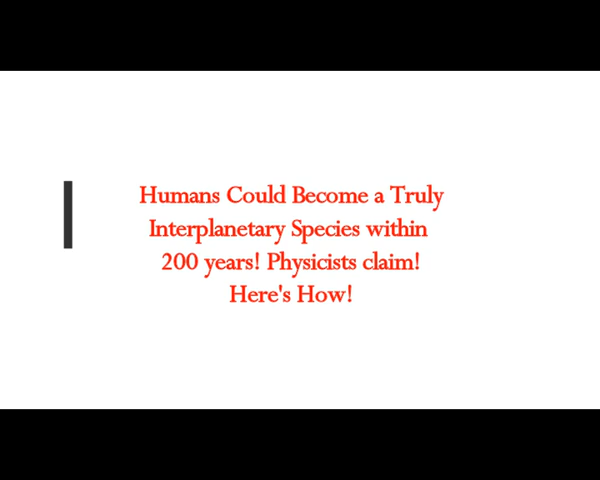 Humans Could Become a Truly
Interplanetary Species within
200 years! Physicists claim!
Here's How!